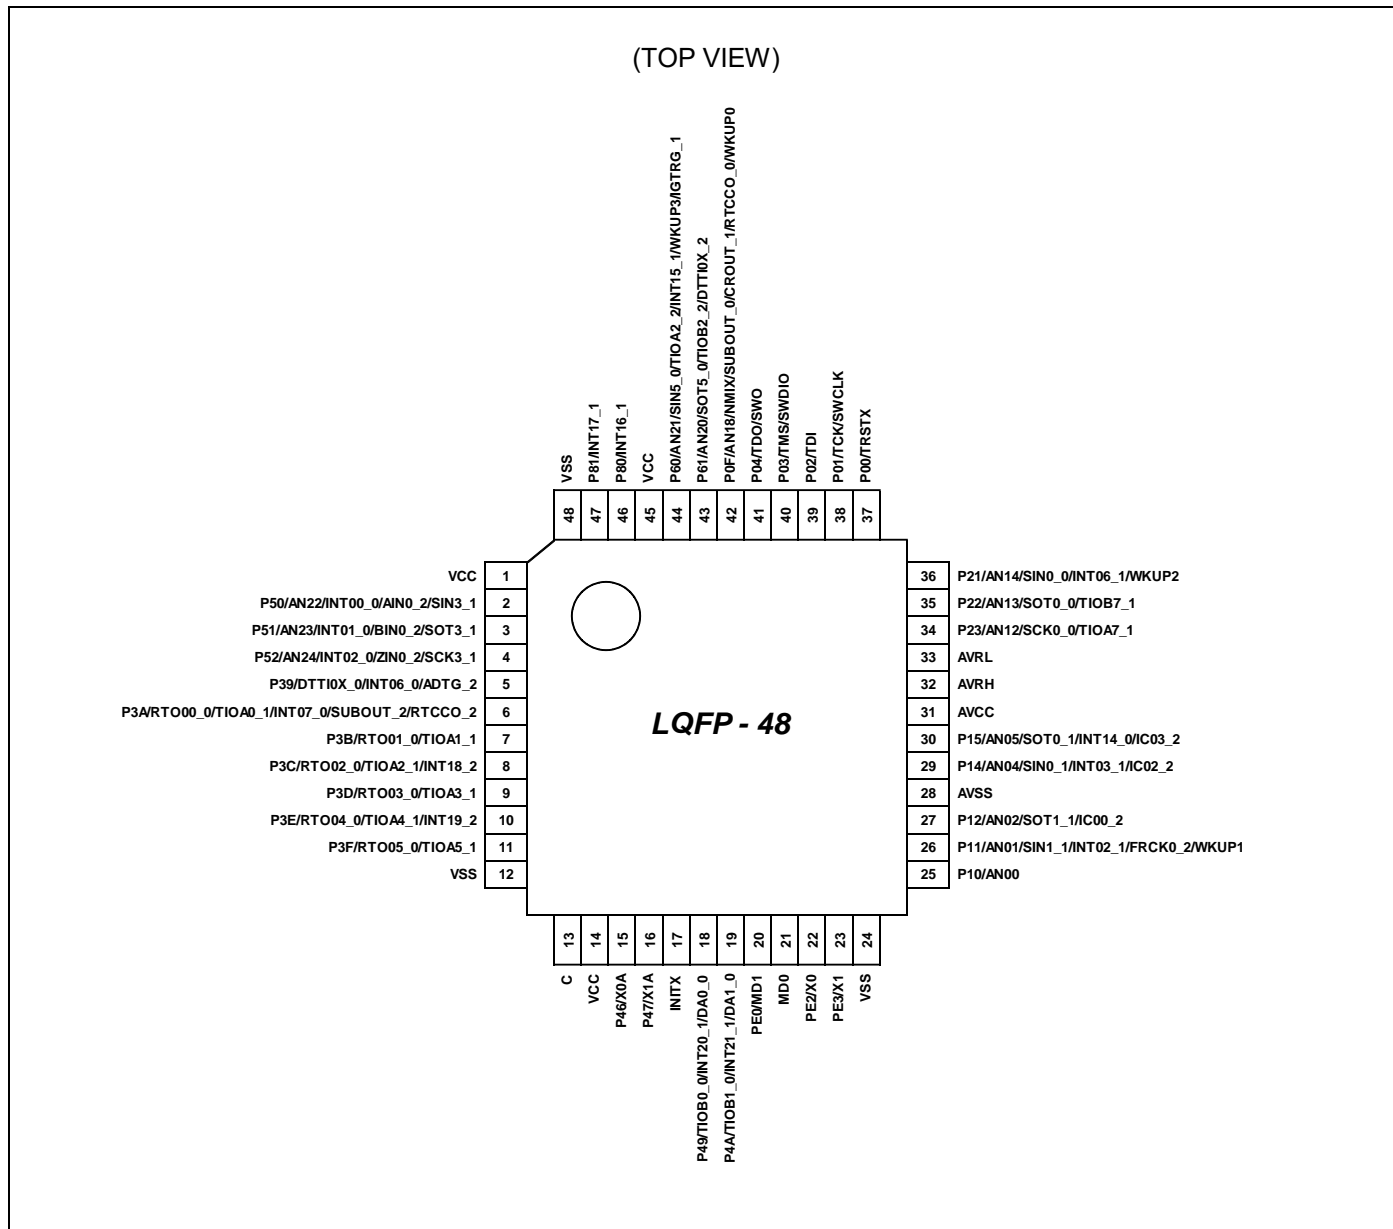 (TOP VIEW)
VSS
P81/INT17_1
P80/INT16_1
VCC
P60/AN21/SIN5_0/TIOA2_2/INT15_1/WKUP3/IGTRG_1
P61/AN20/SOT5_0/TIOB2_2/DTTI0X_2
P0F/AN18/NMIX/SUBOUT_0/CROUT_1/RTCCO_0/WKUP0
P04/TDO/SWO
P03/TMS/SWDIO
P02/TDI
P01/TCK/SWCLK
P00/TRSTX
48
47
46
45
44
43
42
41
40
39
38
37
VCC 1
P50/AN22/INT00_0/AIN0_2/SIN3_1 2
P51/AN23/INT01_0/BIN0_2/SOT3_1 3
P52/AN24/INT02_0/ZIN0_2/SCK3_1 4
P39/DTTI0X_0/INT06_0/ADTG_2 5
P3A/RTO00_0/TIOA0_1/INT07_0/SUBOUT_2/RTCCO_2 6
P3B/RTO01_0/TIOA1_1 7
P3C/RTO02_0/TIOA2_1/INT18_2 8
P3D/RTO03_0/TIOA3_1 9
P3E/RTO04_0/TIOA4_1/INT19_2 10
P3F/RTO05_0/TIOA5_1 11
VSS 12
LQFP - 48
36 P21/AN14/SIN0_0/INT06_1/WKUP2
35 P22/AN13/SOT0_0/TIOB7_1
34 P23/AN12/SCK0_0/TIOA7_1
33 AVRL
32 AVRH
31 AVCC
30 P15/AN05/SOT0_1/INT14_0/IC03_2
29 P14/AN04/SIN0_1/INT03_1/IC02_2
28 AVSS
27 P12/AN02/SOT1_1/IC00_2
26 P11/AN01/SIN1_1/INT02_1/FRCK0_2/WKUP1
25 P10/AN00
13
14
15
16
17
18
19
20
21
22
23
24
C
VCC
P46/X0A
P47/X1A
INITX
P49/TIOB0_0/INT20_1/DA0_0
P4A/TIOB1_0/INT21_1/DA1_0
PE0/MD1
MD0
PE2/X0
PE3/X1
VSS